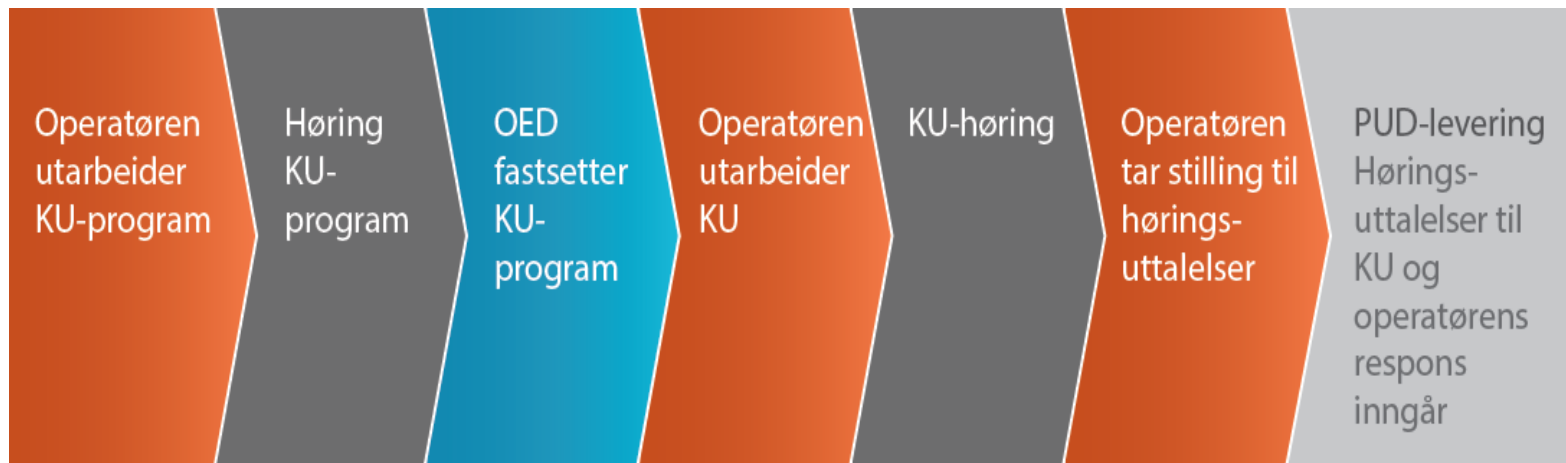 Operatøren
utarbeider
KU-program
Høring
KU-
program
OED
fastsetter
KU-
program
Operatøren
utarbeider
KU
KU-høring
Operatøren
tar stilling til
hørings-
uttalelser
PUD-levering
Hørings-
uttalelser til
KU og
operatørens
respons
inngår